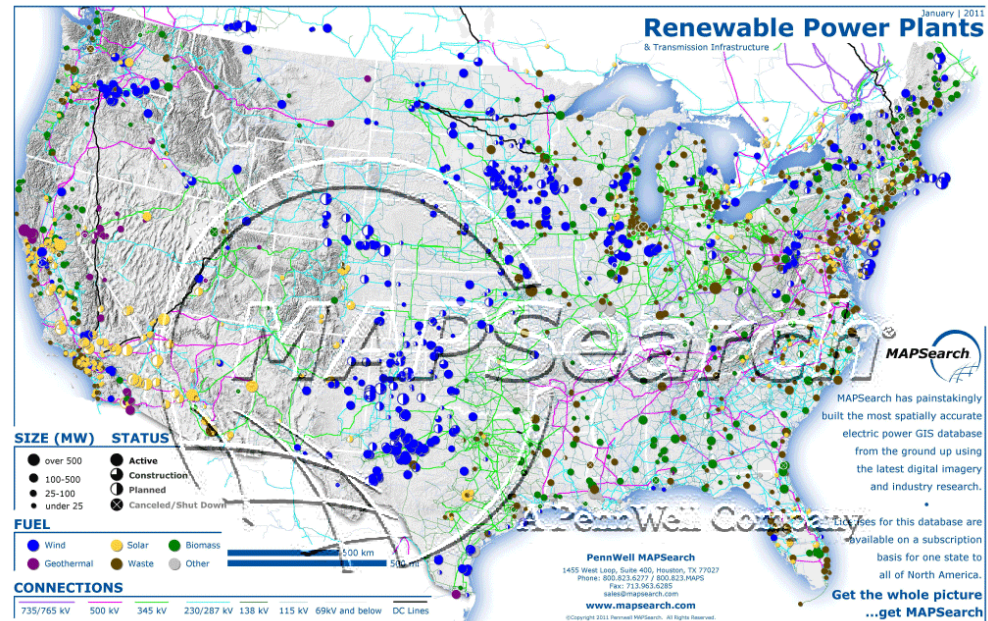 January | 2011
Renewable Power Plants
& Transmission Infrastructure
MAPSearch®
MAPSearch
MAPSearch has painstakingly
built the most spatially accurate
electric power GIS database
from the ground up using
the latest digital imagery
and industry research.
•
Licenses for this database are
available on a subscription
basis for one state to
all of North America.
Get the whole picture
...get MAPSearch
A PennWell Company
SIZE (MW) STATUS
over 500 Active
100-500 Construction
25-100 Planned
under 25 Canceled/Shut Down
FUEL
Wind Solar Biomass
Geothermal Waste Other
500 km
500 mi
CONNECTIONS
735/765 kV 500 kV 345 kV 230/287 kV 138 kV 115 kV 69kV and below DC Lines
PennWell MAPSearch
1455 West Loop, Suite 400, Houston, TX 77027
Phone: 800.823.6277 / 800.823.MAPS
Fax: 713.963.6285
sales@mapsearch.com
www.mapsearch.com
©Copyright 2011 Pennwell MAPSearch. All Rights Reserved.